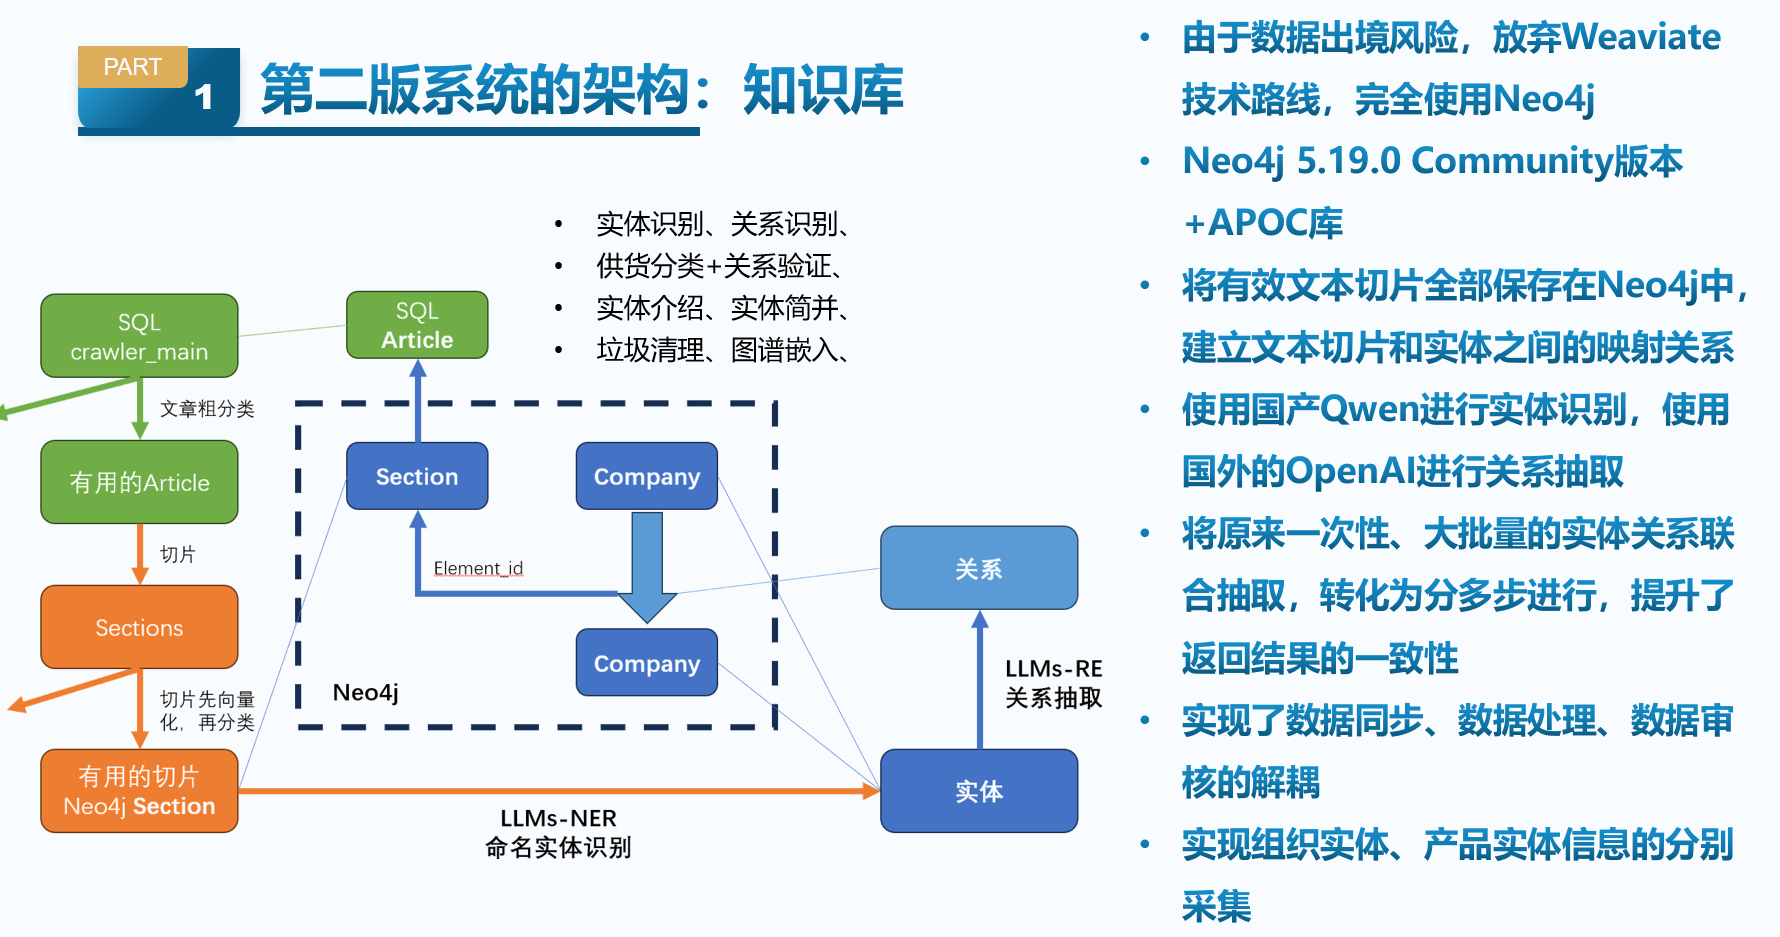 PART
1
第二版系统的架构：知识库
实体识别、关系识别、
供货分类+关系验证、
实体介绍、实体简并、
垃圾清理、图谱嵌入、
SQL
crawler_main
SQL
Article
文章粗分类
有用的Article
切片
Sections
切片先向量
化，再分类
有用的切片
Neo4j Section
Section
Company
Element_id
Company
Neo4j
关系
LLMs-RE
关系抽取
实体
LLMs-NER
命名实体识别
由于数据出境风险，放弃Weaviate
技术路线，完全使用Neo4j
Neo4j 5.19.0 Community版本
+APOC库
将有效文本切片全部保存在Neo4j中，
建立文本切片和实体之间的映射关系
使用国产Qwen进行实体识别，使用
国外的OpenAI进行关系抽取
将原来一次性、大批量的实体关系联
合抽取，转化为分多步进行，提升了
返回结果的一致性
实现了数据同步、数据处理、数据审
核的解耦
实现组织实体、产品实体信息的分别
采集